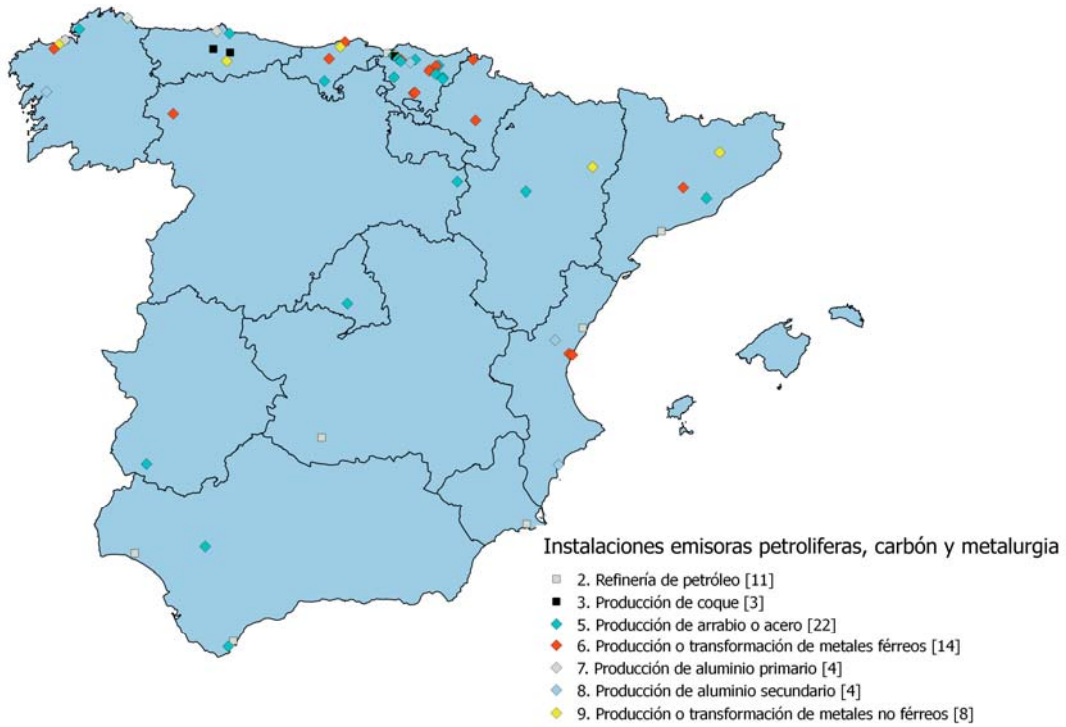 Instalaciones emisoras petroliferas, carbón y metalurgia
2. Refinería de petróleo [11]
3. Producción de coque [3]
5. Producción de arrabio o acero [22]
6. Producción o transformación de metales férreos [14]
7. Producción de aluminio primario [4]
8. Producción de aluminio secundario [4]
9. Producción o transformación de metales no férreos [8]